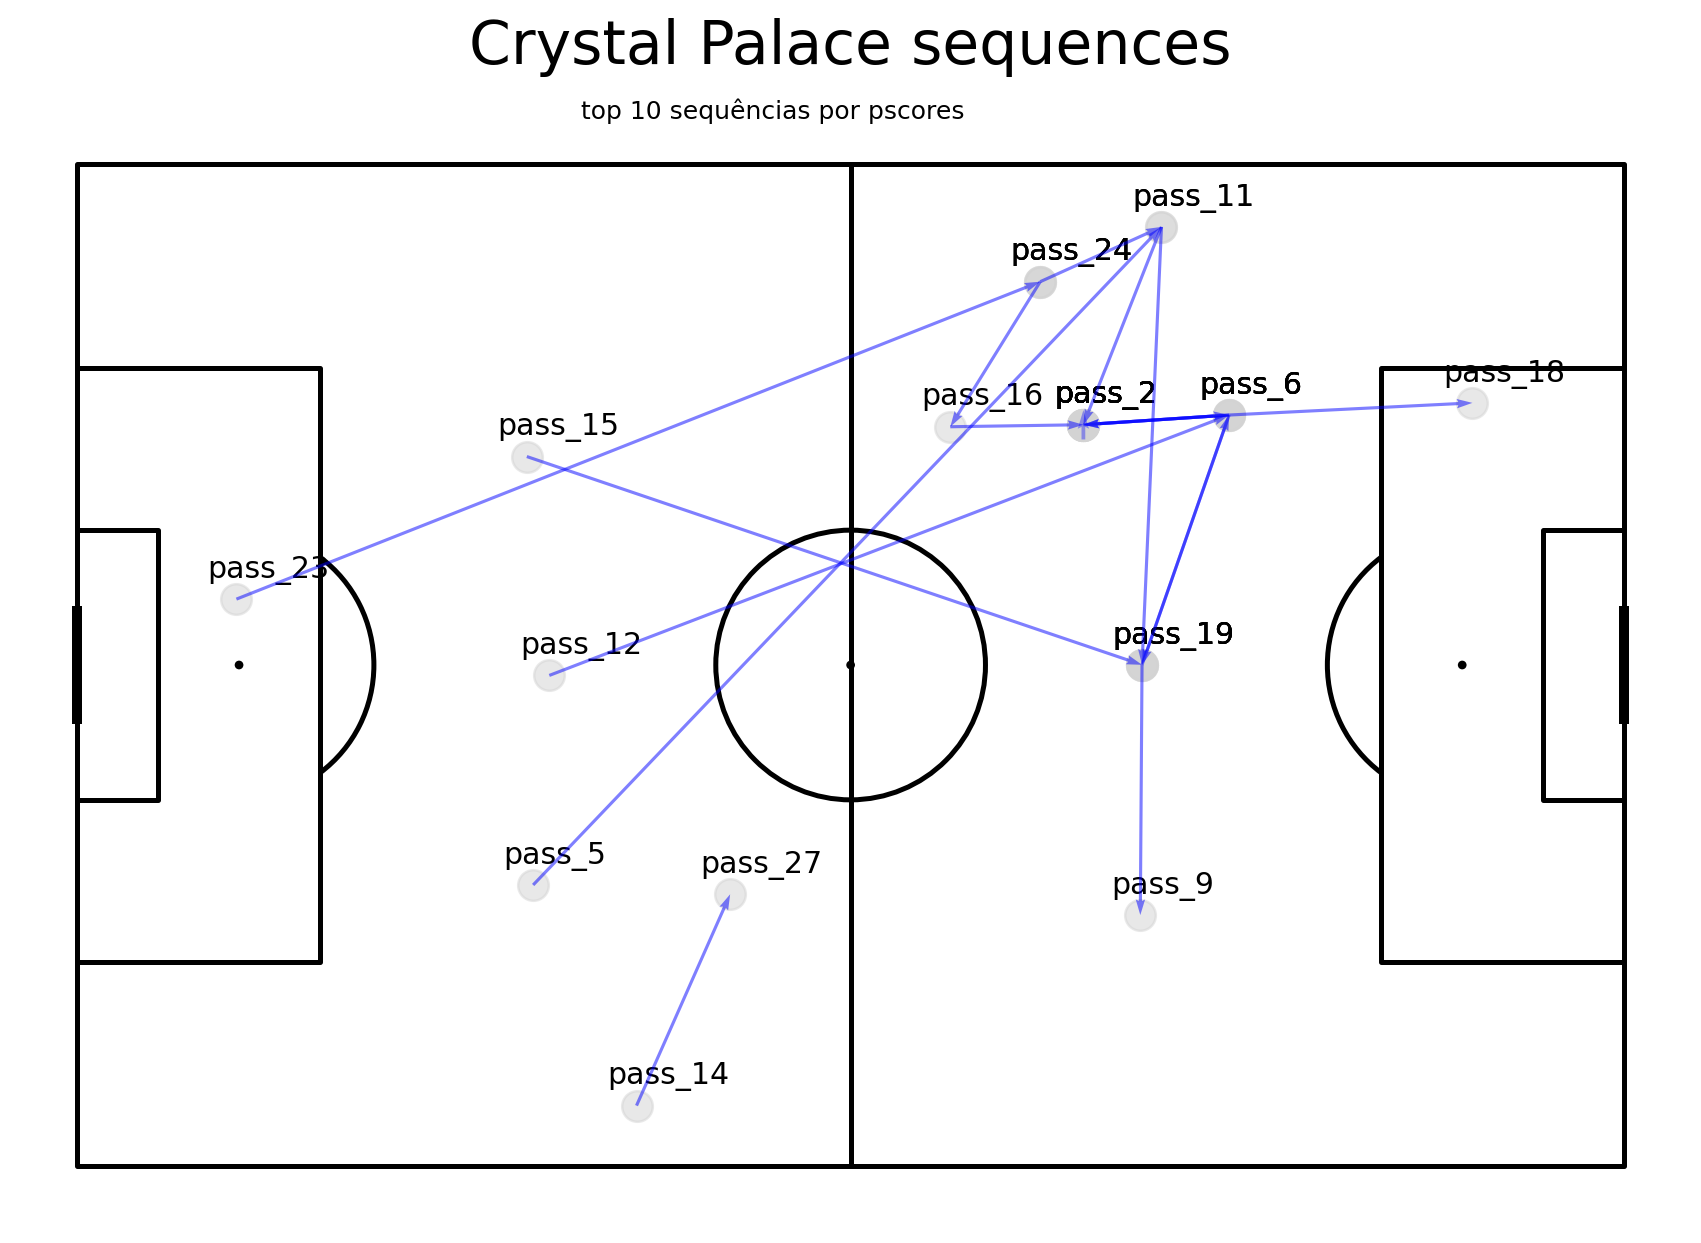 Crystal Palace sequences
top 10 sequências por pscores
pass_11
pass_24
pass_18
pass_16
pass_2
pass_6
pass_15
pass_23
pass_12
pass_19
pass_5
pass_27
pass_9
pass_14